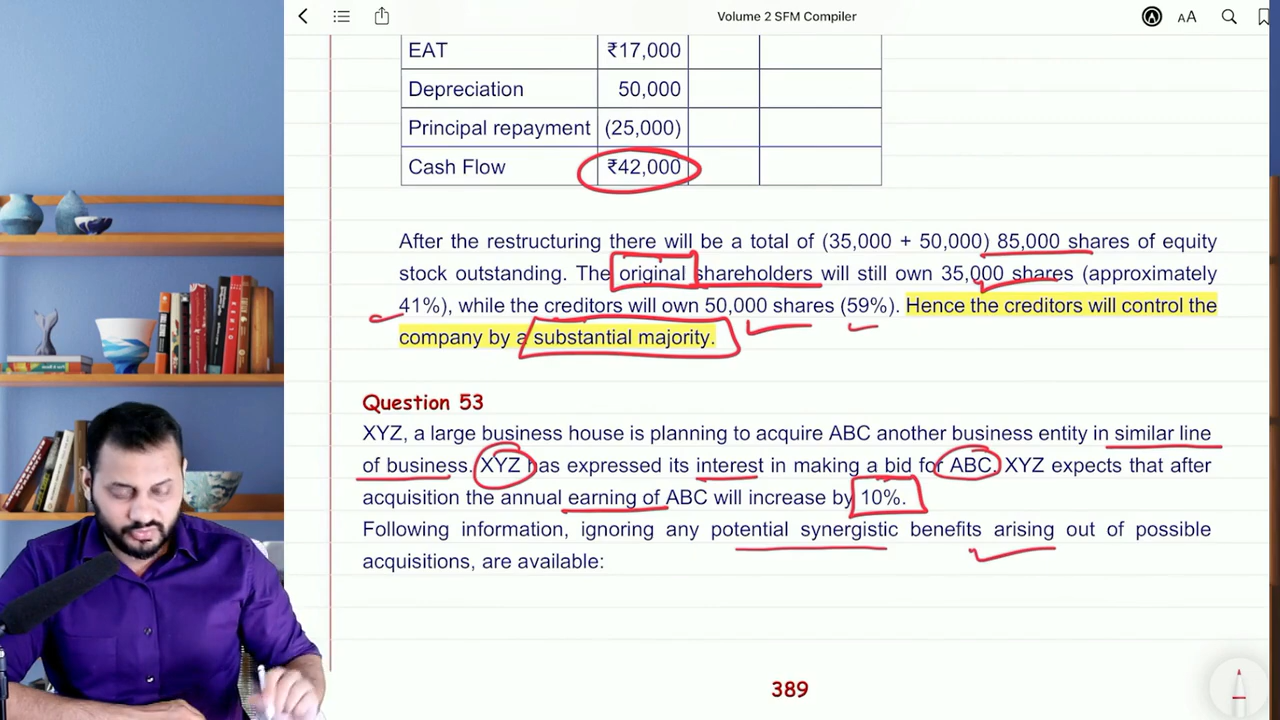 Volume 2 SFM Compiler
AA
EAT ₹17,000
Depreciation 50,000
Principal repayment (25,000)
Cash Flow ₹42,000
After the restructuring there will be a total of (35,000 + 50,000) 85,000 shares of equity
stock outstanding. The original shareholders will still own 35,000 shares (approximately
41%), while the creditors will own 50,000 shares (59%). Hence the creditors will control the
company by a substantial majority.
Question 53
XYZ, a large business house is planning to acquire ABC another business entity in similar line
of business. XYZ has expressed its interest in making a bid for ABC. XYZ expects that after
acquisition the annual earning of ABC will increase by 10%.
Following information, ignoring any potential synergistic benefits arising out of possible
acquisitions, are available:
389